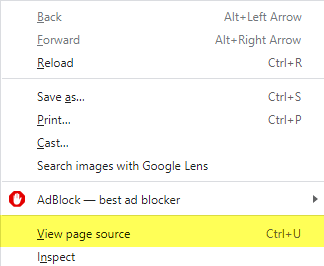 Back Alt+Left Arrow
Forward Alt+Right Arrow
Reload Ctrl+R
Save as... Ctrl+S
Print... Ctrl+P
Cast...
Search images with Google Lens
AdBlock — best ad blocker
View page source Ctrl+U
Inspect